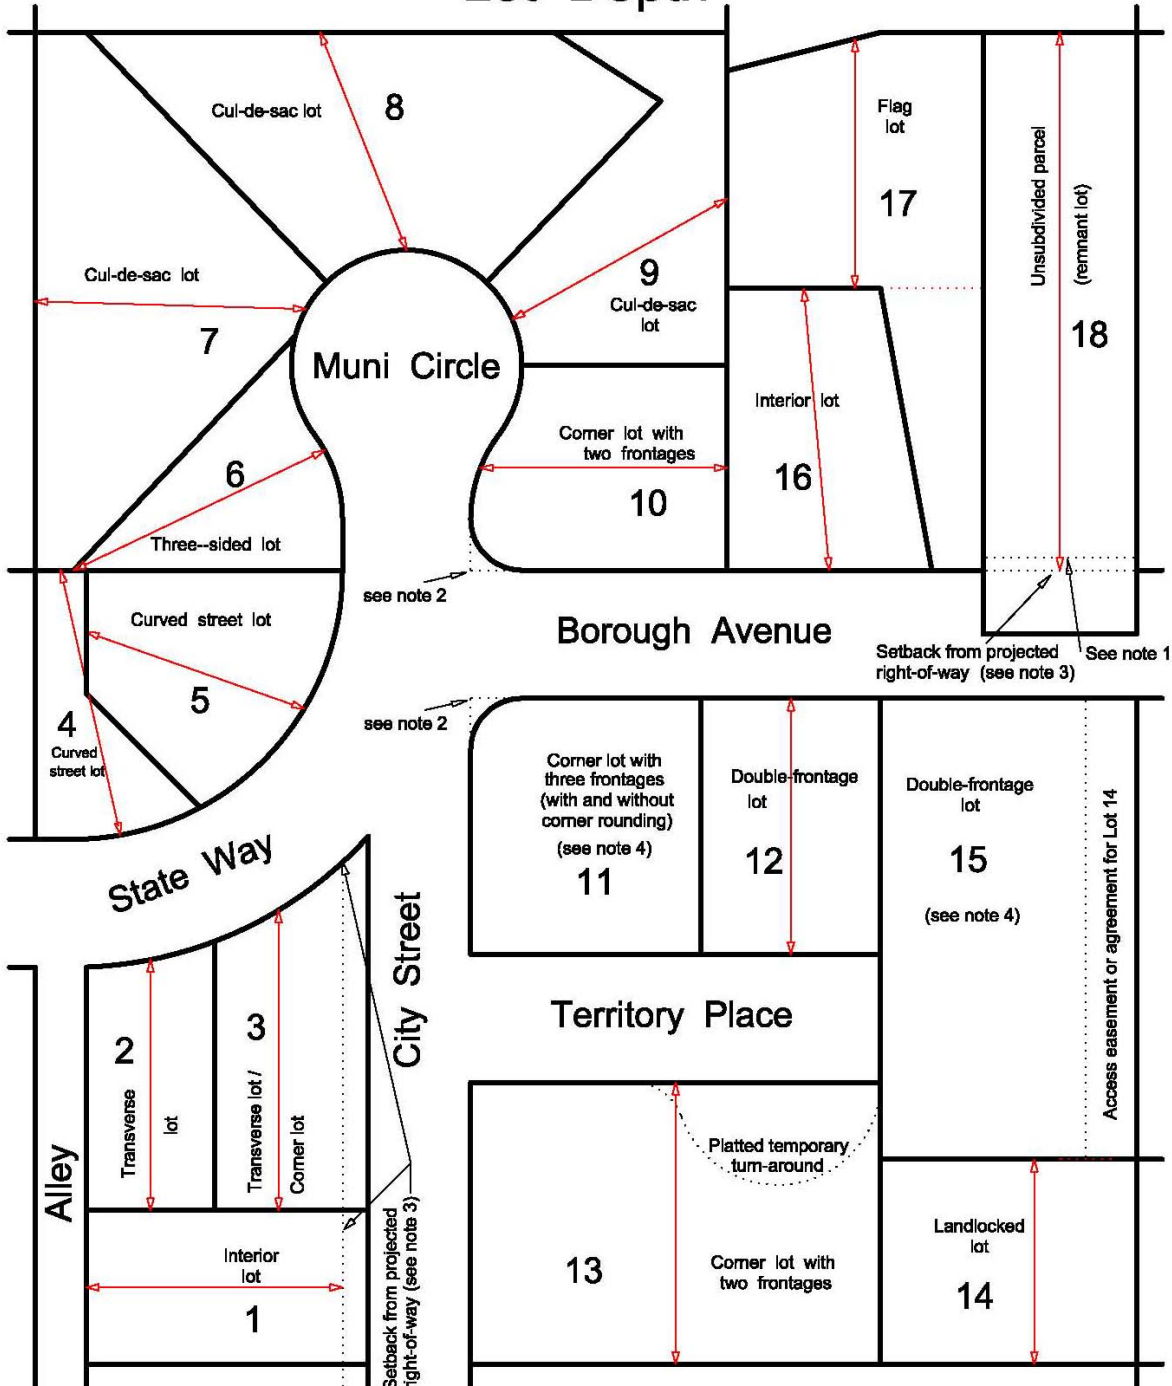 Lot Depth
Cul-de-sac lot
8
Flag
lot
17
Unsubdivided parcel
(remnant lot)
18
Cul-de-sac lot
7
9
Cul-de-sac
lot
Muni Circle
Interior lot
16
Corner lot with
two frontages
10
6
Three--sided lot
see note 2
Curved street lot
5
Borough Avenue
Setback from projected
right-of-way (see note 3)
See note 1
4
Curved
street lot
see note 2
Corner lot with
three frontages
(with and without
corner rounding)
(see note 4)
11
Double-frontage
lot
12
Double-frontage
lot
15
(see note 4)
Access easement or agreement for Lot 14
State Way
City Street
Territory Place
2
Transverse
lot
3
Transverse lot /
Corner lot
Alley
Platted temporary
turn-around
Interior
lot
1
Setback from projected
right-of-way (see note 3)
13
Corner lot with
two frontages
Landlocked
lot
14